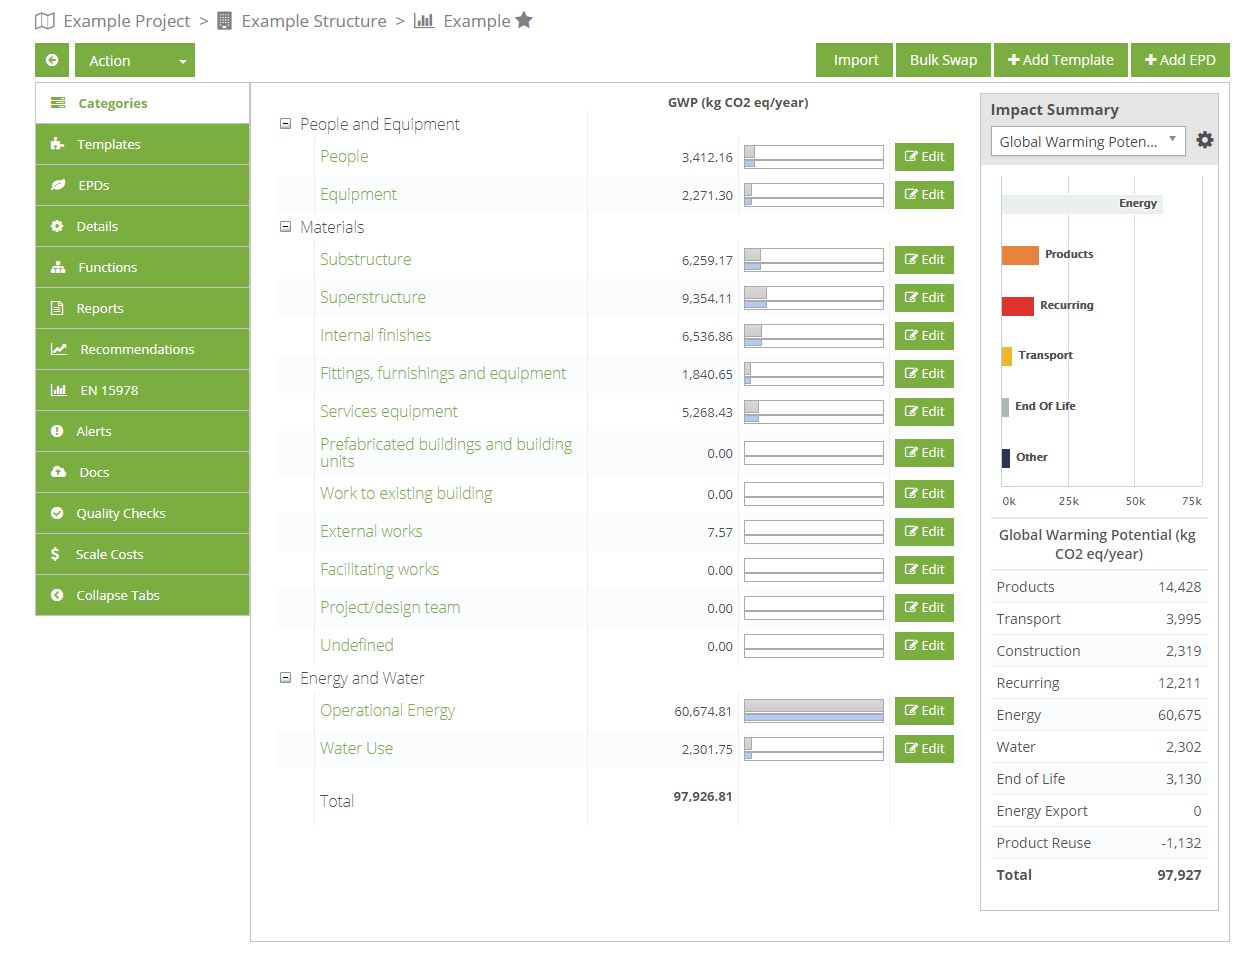 Example Project > Example Structure > Example
Action
Import
Bulk Swap
Add Template
Add EPD
Categories
Templates
EPDs
Details
Functions
Reports
Recommendations
EN 15978
Alerts
Docs
Quality Checks
Scale Costs
Collapse Tabs
GWP (kg CO2 eq/year)
People and Equipment
People 3,412.16 Edit
Equipment 2,271.30 Edit
Materials
Substructure 6,259.17 Edit
Superstructure 9,354.11 Edit
Internal finishes 6,536.86 Edit
Fittings, furnishings and equipment 1,840.65 Edit
Services equipment 5,268.43 Edit
Prefabricated buildings and building
units 0.00 Edit
Work to existing building 0.00 Edit
External works 7.57 Edit
Facilitating works 0.00 Edit
Project/design team 0.00 Edit
Undefined 0.00 Edit
Energy and Water
Operational Energy 60,674.81 Edit
Water Use 2,301.75 Edit
Total 97,926.81
Impact Summary
Global Warming Poten...
Energy
Products
Recurring
Transport
End Of Life
Other
0k 25k 50k 75k
Global Warming Potential (kg
CO2 eq/year)
Products 14,428
Transport 3,995
Construction 2,319
Recurring 12,211
Energy 60,675
Water 2,302
End of Life 3,130
Energy Export 0
Product Reuse -1,132
Total 97,927